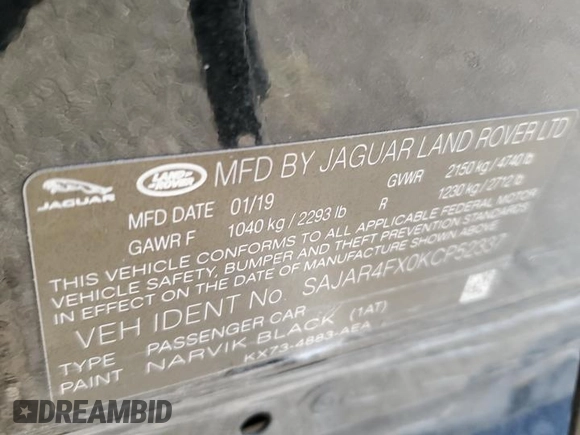 JAGUAR
LAND ROVER
MFD BY JAGUAR LAND ROVER LTD
MFD DATE 01/19 GVWR 2150 kg / 4740 lb
GAWR F 1040 kg / 2293 lb R 1230 kg / 2712 lb
THIS VEHICLE CONFORMS TO ALL APPLICABLE FEDERAL MOTOR
VEHICLE SAFETY, BUMPER AND THEFT PREVENTION STANDARDS
IN EFFECT ON THE DATE OF MANUFACTURE SHOWN ABOVE.
VEH IDENT No. SAJAR4FX0KCP52337
TYPE PASSENGER CAR
PAINT NARVIK BLACK (1AT)
KX73-4883-AEA
DREAMBID